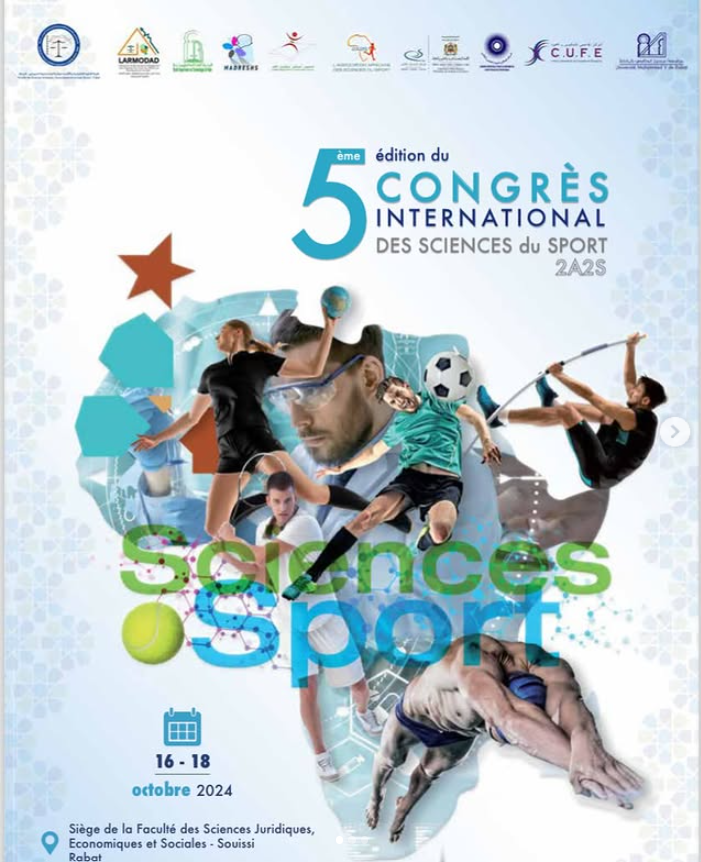 LARMODAD
MADRESHS
C.U.F.E
5ème édition du
CONGRÈS
INTERNATIONAL
DES SCIENCES du SPORT
2A2S
Sciences
Sport
16 - 18
octobre 2024
Siège de la Faculté des Sciences Juridiques,
Economiques et Sociales - Souissi
Rabat